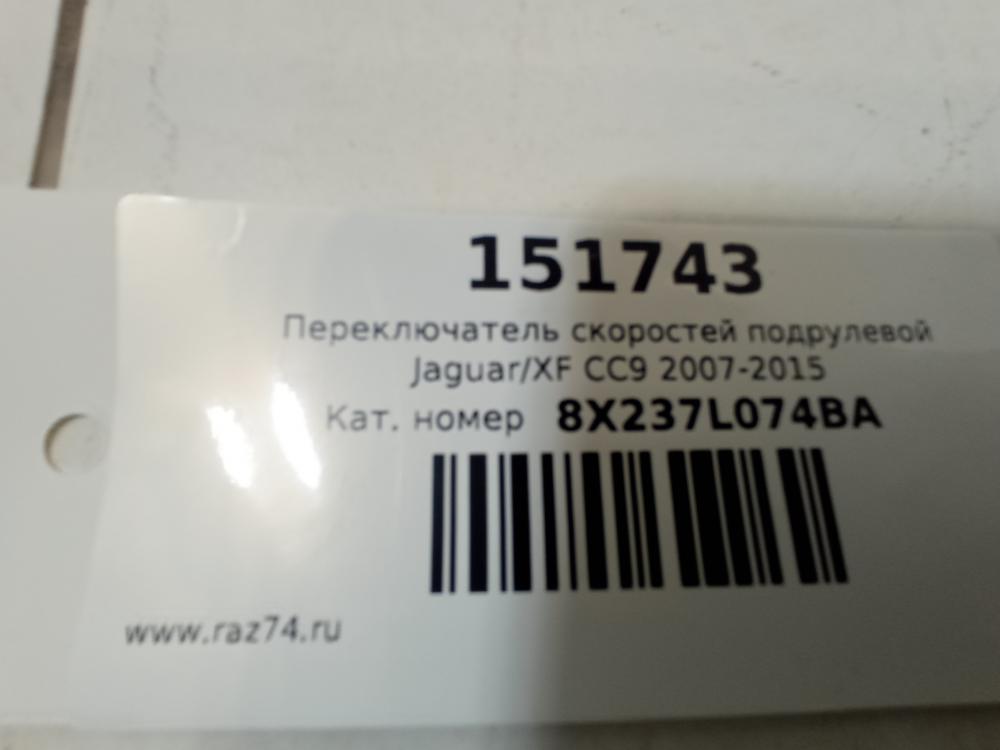 151743
Переключатель скоростей подрулевой
Jaguar/XF CC9 2007-2015
Кат. номер 8X237L074BA
www.raz74.ru